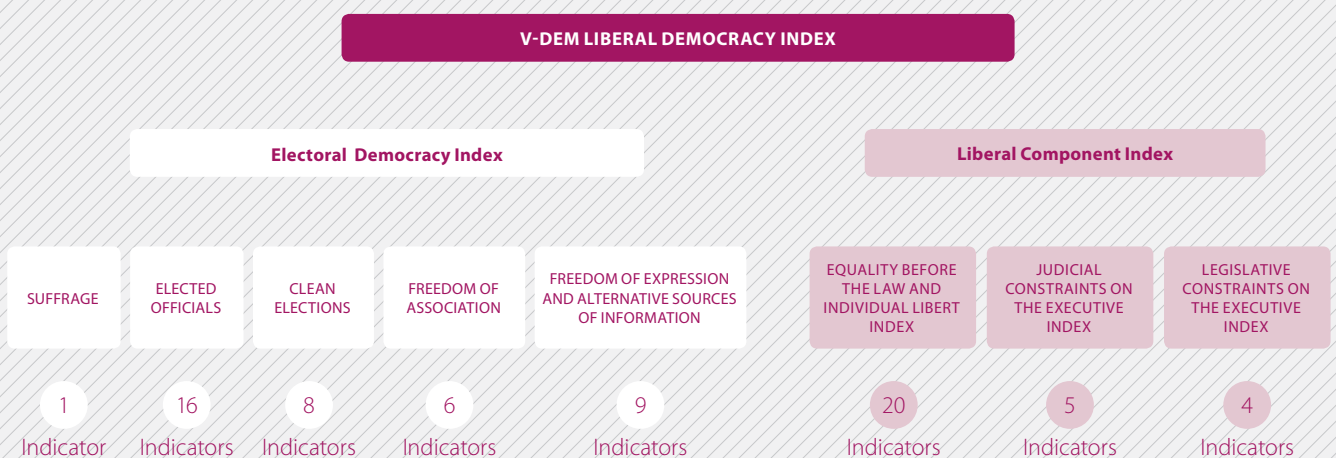 V-DEM LIBERAL DEMOCRACY INDEX
Electoral Democracy Index
Liberal Component Index
SUFFRAGE
ELECTED
OFFICIALS
CLEAN
ELECTIONS
FREEDOM OF
ASSOCIATION
FREEDOM OF EXPRESSION
AND ALTERNATIVE SOURCES
OF INFORMATION
EQUALITY BEFORE
THE LAW AND
INDIVIDUAL LIBERT
INDEX
JUDICIAL
CONSTRAINTS ON
THE EXECUTIVE
INDEX
LEGISLATIVE
CONSTRAINTS ON
THE EXECUTIVE
INDEX
1
Indicator
16
Indicators
8
Indicators
6
Indicators
9
Indicators
20
Indicators
5
Indicators
4
Indicators